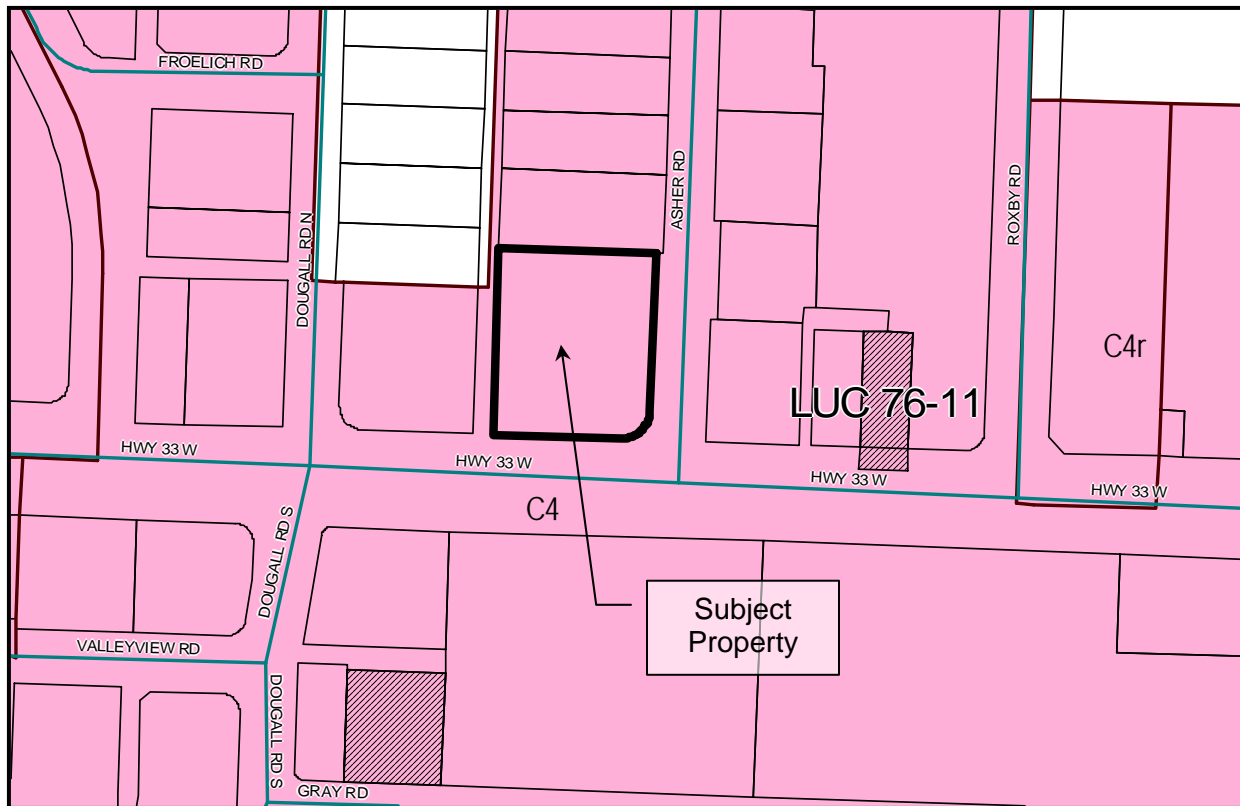 FROELICH RD
DOUGALL RD N
ASHER RD
ROXBY RD
C4r
LUC 76-11
HWY 33 W
HWY 33 W
HWY 33 W
HWY 33 W
C4
DOUGALL RD S
Subject
Property
VALLEYVIEW RD
DOUGALL RD S
GRAY RD